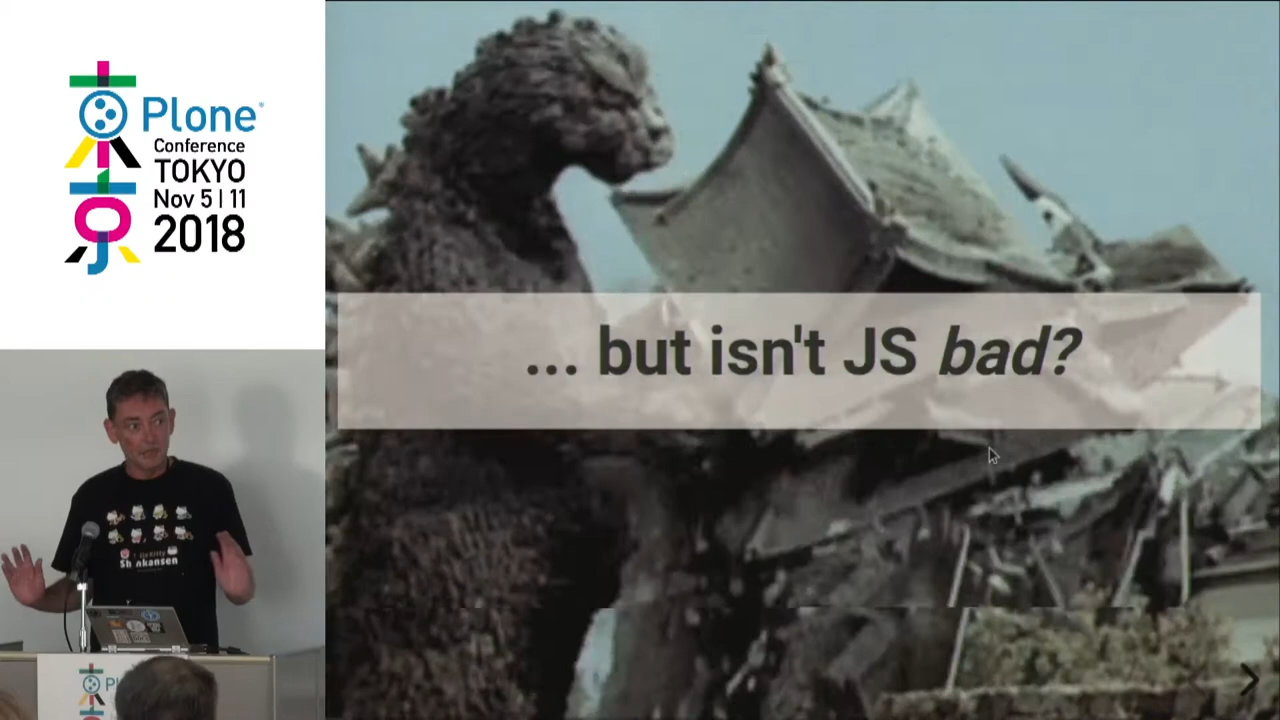 Plone
Conference
TOKYO
Nov 5 | 11
2018
... but isn't JS bad?